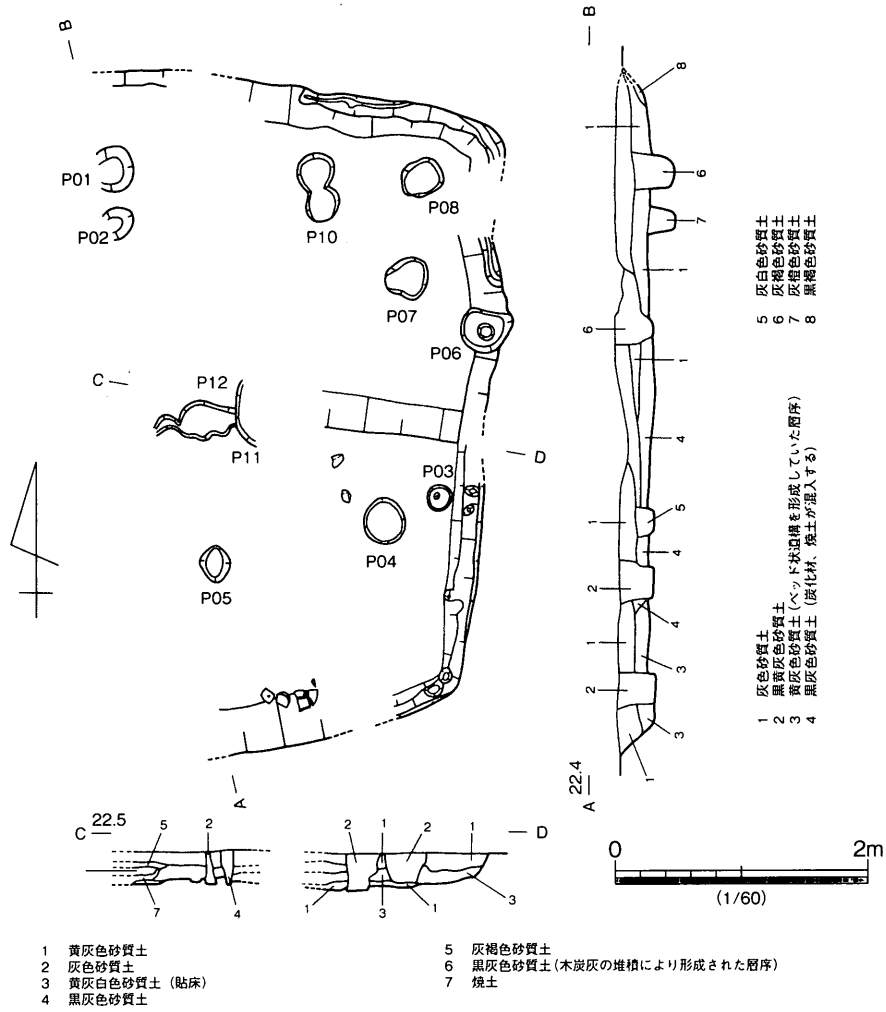 B
B
8
1
P01
P08
6
P02
P10
7
P07
1
P06
6
1
C
P12
4
P11
D
P03
1
5
P04
4
2
P05
4
1
3
2
3
A
1
A 22.4
5 灰白色砂質土
6 灰褐色砂質土
7 灰橙色砂質土
8 黒褐色砂質土
1 灰色砂質土
2 黒黄灰色砂質土
3 黄灰色砂質土(ベッド状遺構を形成していた層序)
4 黒灰色砂質土 (炭化材、焼土が混入する)
C 22.5
5 2 2 1 2 1 D
7 4 1 3 1 3
0 2m
(1/60)
1 黄灰色砂質土
2 灰色砂質土
3 黄灰白色砂質土(貼床)
4 黒灰色砂質土
5 灰褐色砂質土
6 黒灰色砂質土(木炭灰の堆積により形成された層序)
7 焼土